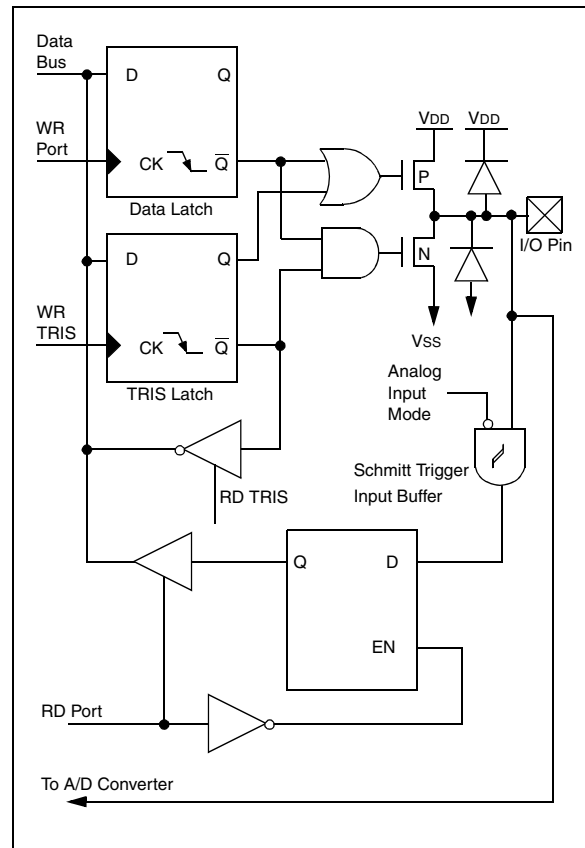 Data
Bus
D
Q
VDD
VDD
WR
Port
CK
Q̅
P
Data Latch
I/O Pin
D
Q
N
WR
TRIS
CK
Q̅
VSS
TRIS Latch
Analog
Input
Mode
Schmitt Trigger
Input Buffer
RD TRIS
Q
D
EN
RD Port
To A/D Converter